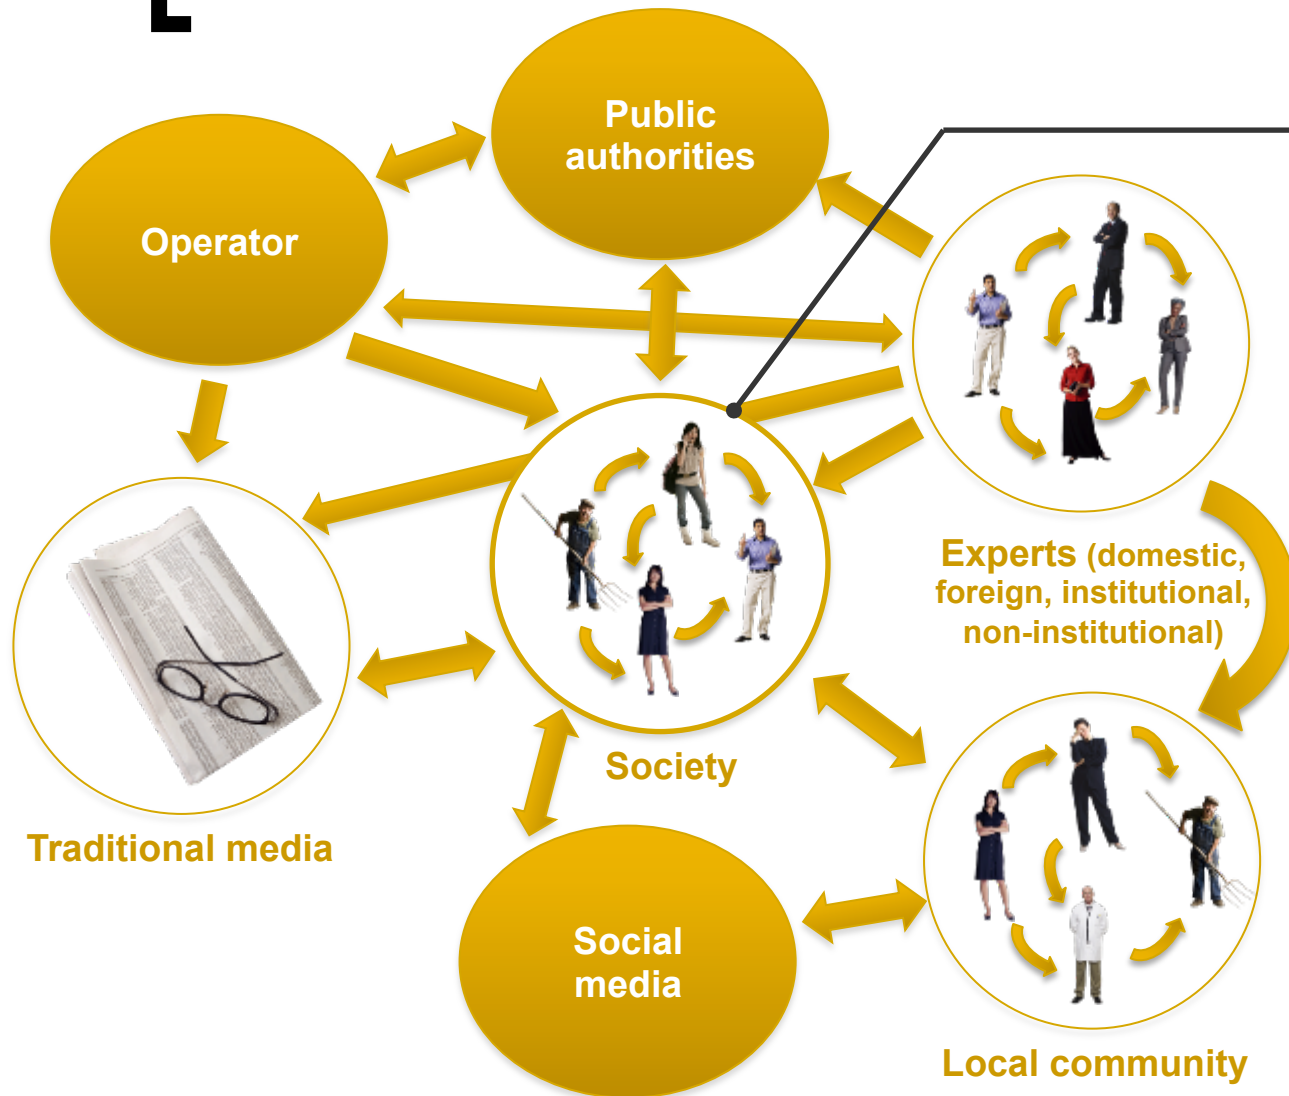 Public
authorities
Operator
Experts (domestic,
foreign, institutional,
non-institutional)
Society
Traditional media
Social
media
Local community